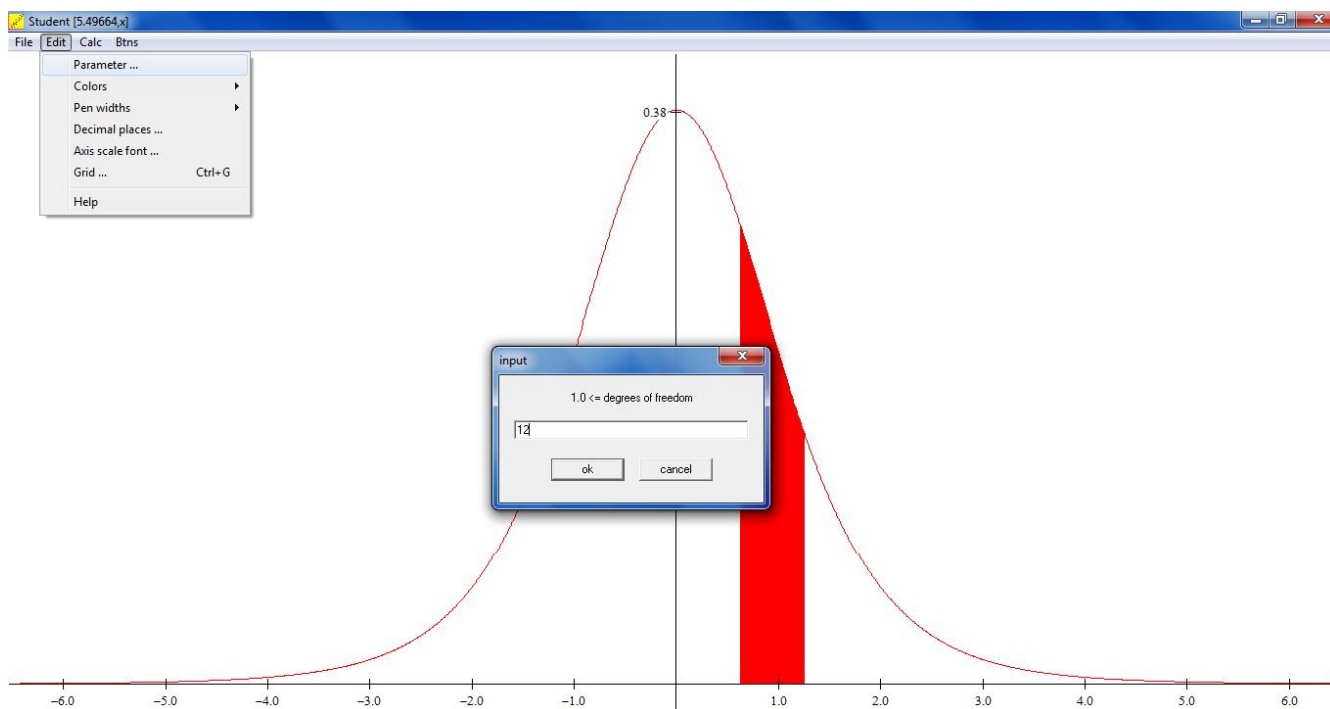 Student [5.49664,x]
File Edit Calc Btns
Parameter ...
Colors
Pen widths
Decimal places ...
Axis scale font ...
Grid ... Ctrl+G
Help
0.38
input
1.0 <= degrees of freedom
12
ok cancel
−6.0 −5.0 −4.0 −3.0 −2.0 −1.0 1.0 2.0 3.0 4.0 5.0 6.0